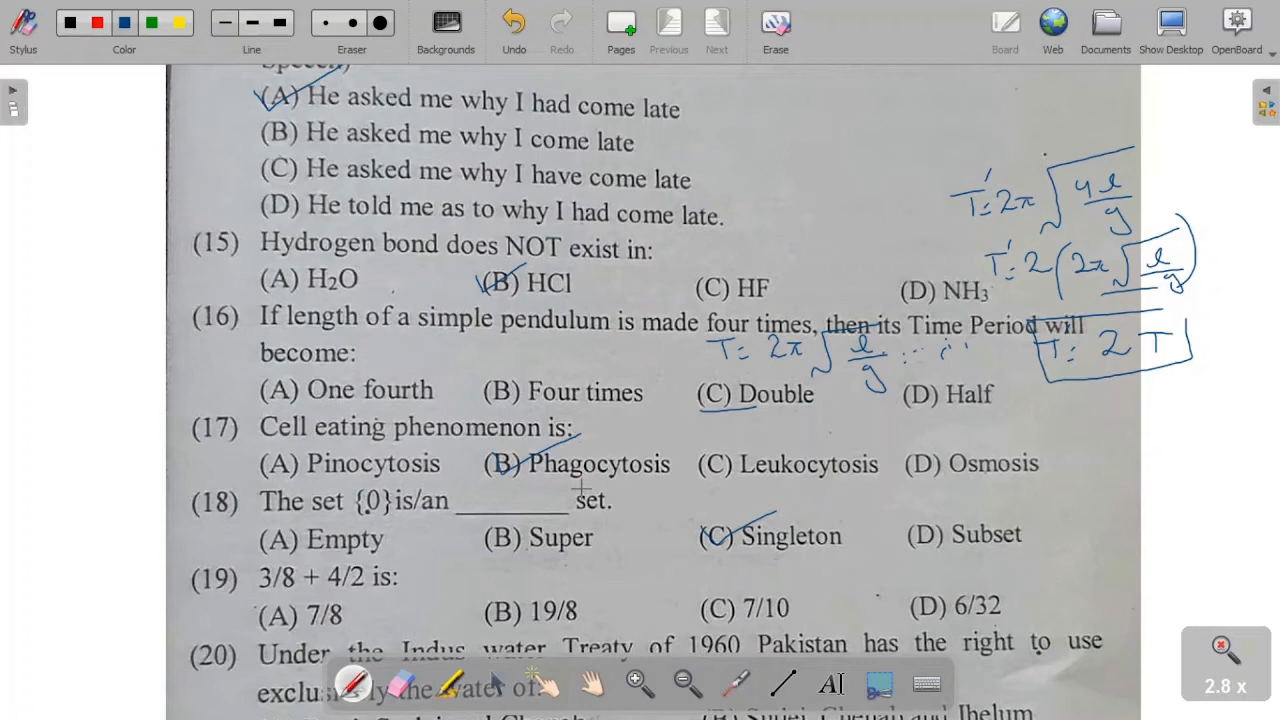 Stylus
Color
Line
Eraser
Backgrounds
Undo
Redo
Pages
Previous
Next
Erase
Board
Web
Documents
Show Desktop
OpenBoard
(A) He asked me why I had come late
(B) He asked me why I come late
(C) He asked me why I have come late
(D) He told me as to why I had come late.
(15) Hydrogen bond does NOT exist in:
(A) H₂O (B) HCl (C) HF (D) NH₃
(16) If length of a simple pendulum is made four times, then its Time Period will
become:
(A) One fourth (B) Four times (C) Double (D) Half
(17) Cell eating phenomenon is:
(A) Pinocytosis (B) Phagocytosis (C) Leukocytosis (D) Osmosis
(18) The set {0}is/an ________ set.
(A) Empty (B) Super (C) Singleton (D) Subset
(19) 3/8 + 4/2 is:
(A) 7/8 (B) 19/8 (C) 7/10 (D) 6/32
(20) Under the Indus water Treaty of 1960 Pakistan has the right to use
the water of:
T' = 2π √(4l/g)
T' = 2 (2π √(l/g))
T = 2π √(l/g)
T = 2T
2.8 x